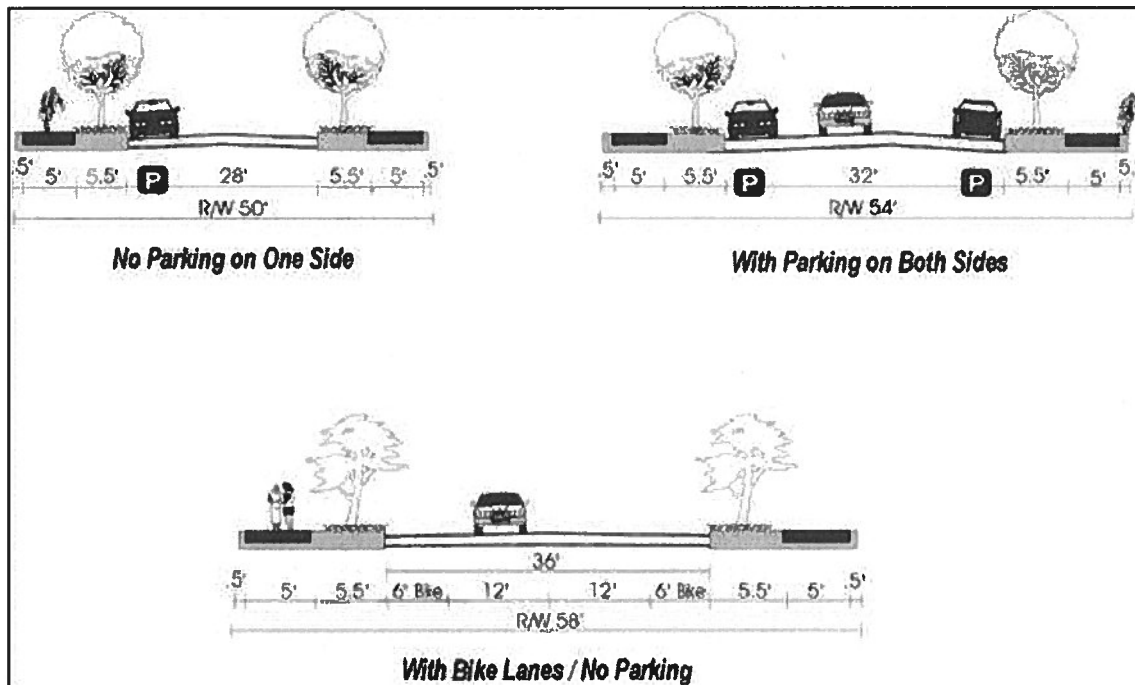 .5' 5' 5.5' P 28' 5.5' 5' .5'
R/W 50'
No Parking on One Side
.5' 5' 5.5' P 32' P 5.5' 5' .5'
R/W 54'
With Parking on Both Sides
36'
.5' 5' 5.5' 6' Bike 12' 12' 6' Bike 5.5' 5' .5'
R/W 58'
With Bike Lanes / No Parking